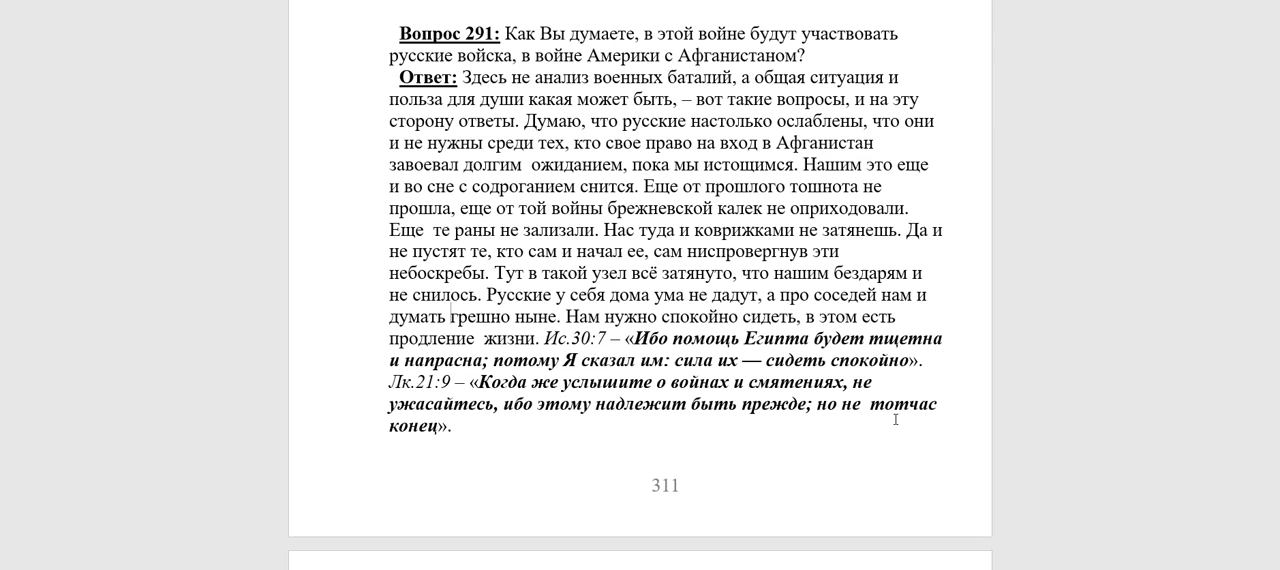 Вопрос 291: Как Вы думаете, в этой войне будут участвовать
русские войска, в войне Америки с Афганистаном?
Ответ: Здесь не анализ военных баталий, а общая ситуация и
польза для души какая может быть, – вот такие вопросы, и на эту
сторону ответы. Думаю, что русские настолько ослаблены, что они
и не нужны среди тех, кто свое право на вход в Афганистан
завоевал долгим  ожиданием, пока мы истощимся. Нашим это еще
и во сне с содроганием снится. Еще от прошлого тошнота не
прошла, еще от той войны брежневской калек не оприходовали.
Еще  те раны не зализали. Нас туда и коврижками не затянешь. Да и
не пустят те, кто сам и начал ее, сам ниспровергнув эти
небоскребы. Тут в такой узел всё затянуто, что нашим бездарям и
не снилось. Русские у себя дома ума не дадут, а про соседей нам и
думать грешно ныне. Нам нужно спокойно сидеть, в этом есть
продление  жизни. Ис.30:7 – «Ибо помощь Египта будет тщетна
и напрасна; потому Я сказал им: сила их — сидеть спокойно».
Лк.21:9 – «Когда же услышите о войнах и смятениях, не
ужасайтесь, ибо этому надлежит быть прежде; но не  тотчас
конец».
311